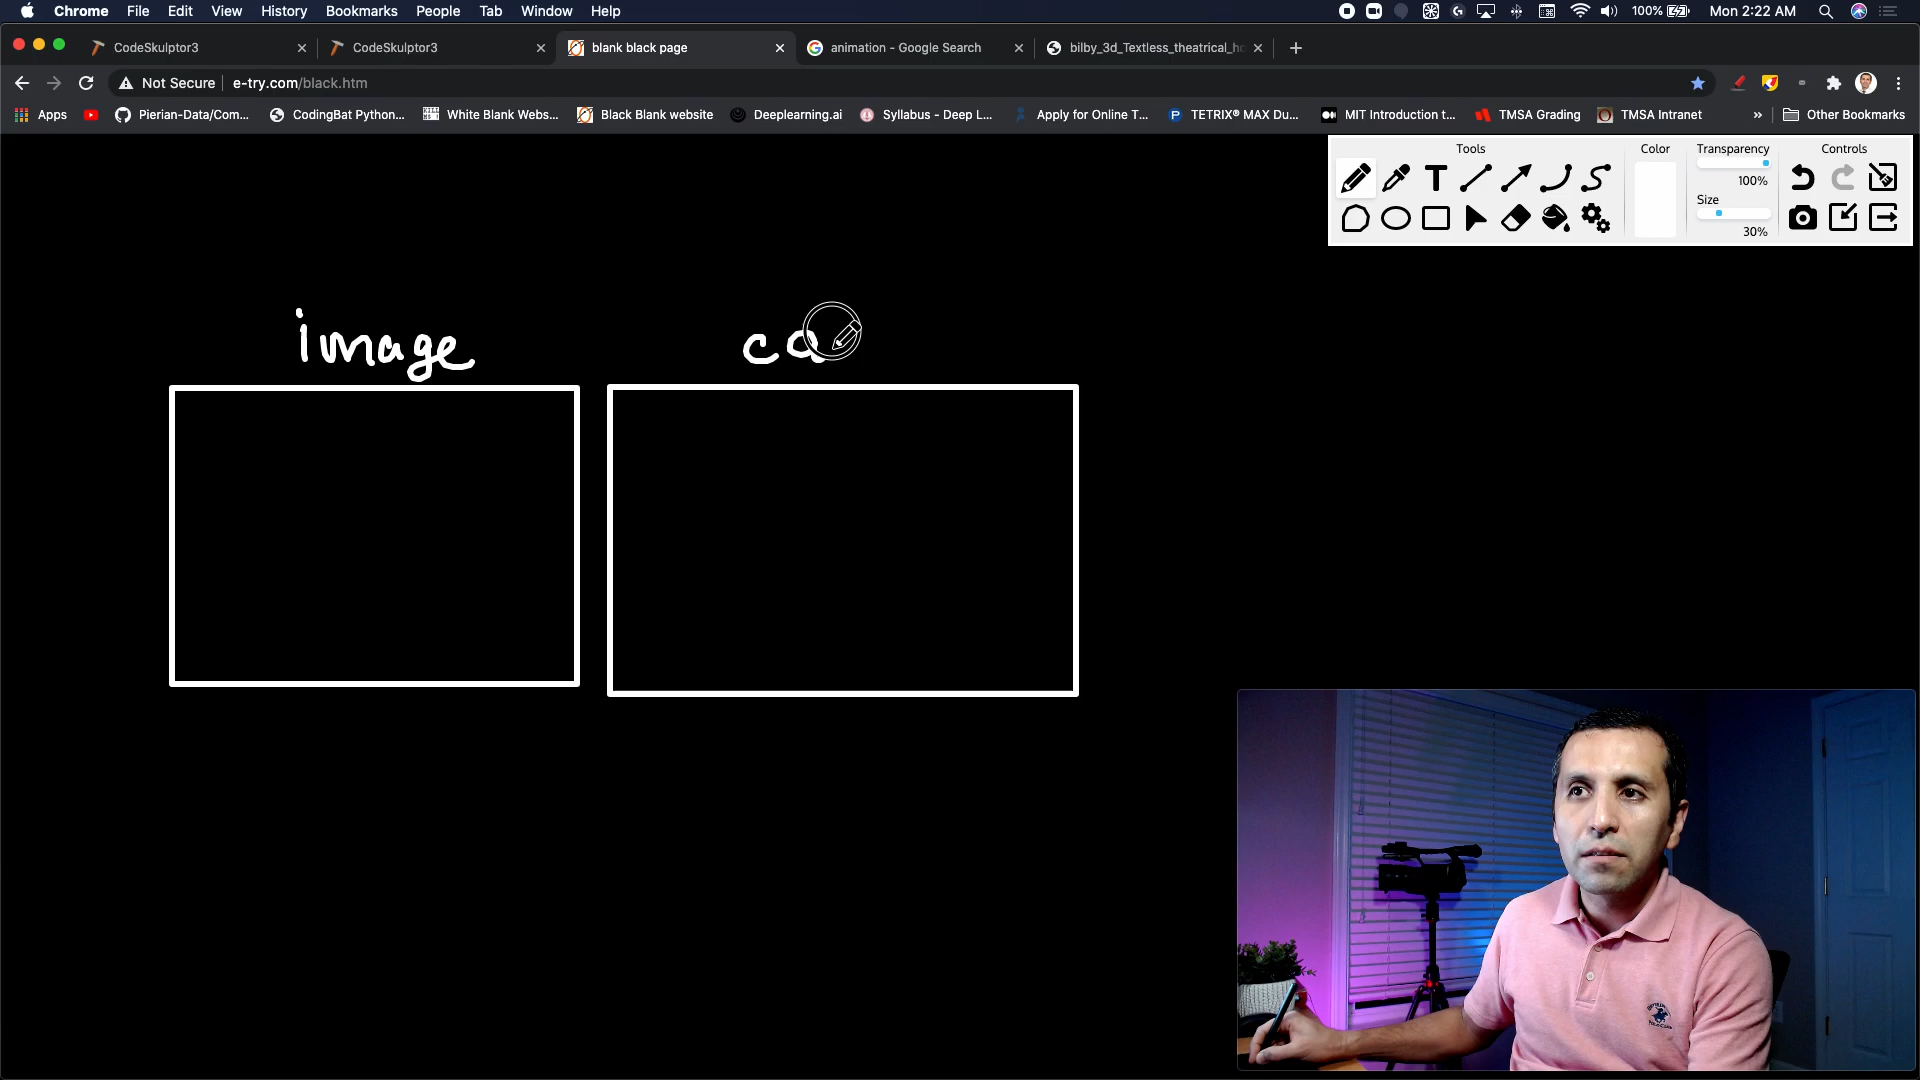 Chrome File Edit View History Bookmarks People Tab Window Help 100% Mon 2:22 AM
CodeSkulptor3 CodeSkulptor3 blank black page animation - Google Search bilby_3d_Textless_theatrical_ho
Not Secure e-try.com/black.htm
Apps Pierian-Data/Com... CodingBat Python... White Blank Webs... Black Blank website Deeplearning.ai Syllabus - Deep L... Apply for Online T... TETRIX® MAX Du... MIT Introduction t... TMSA Grading TMSA Intranet » Other Bookmarks
Tools Color Transparency Controls
100%
Size
30%
image ca